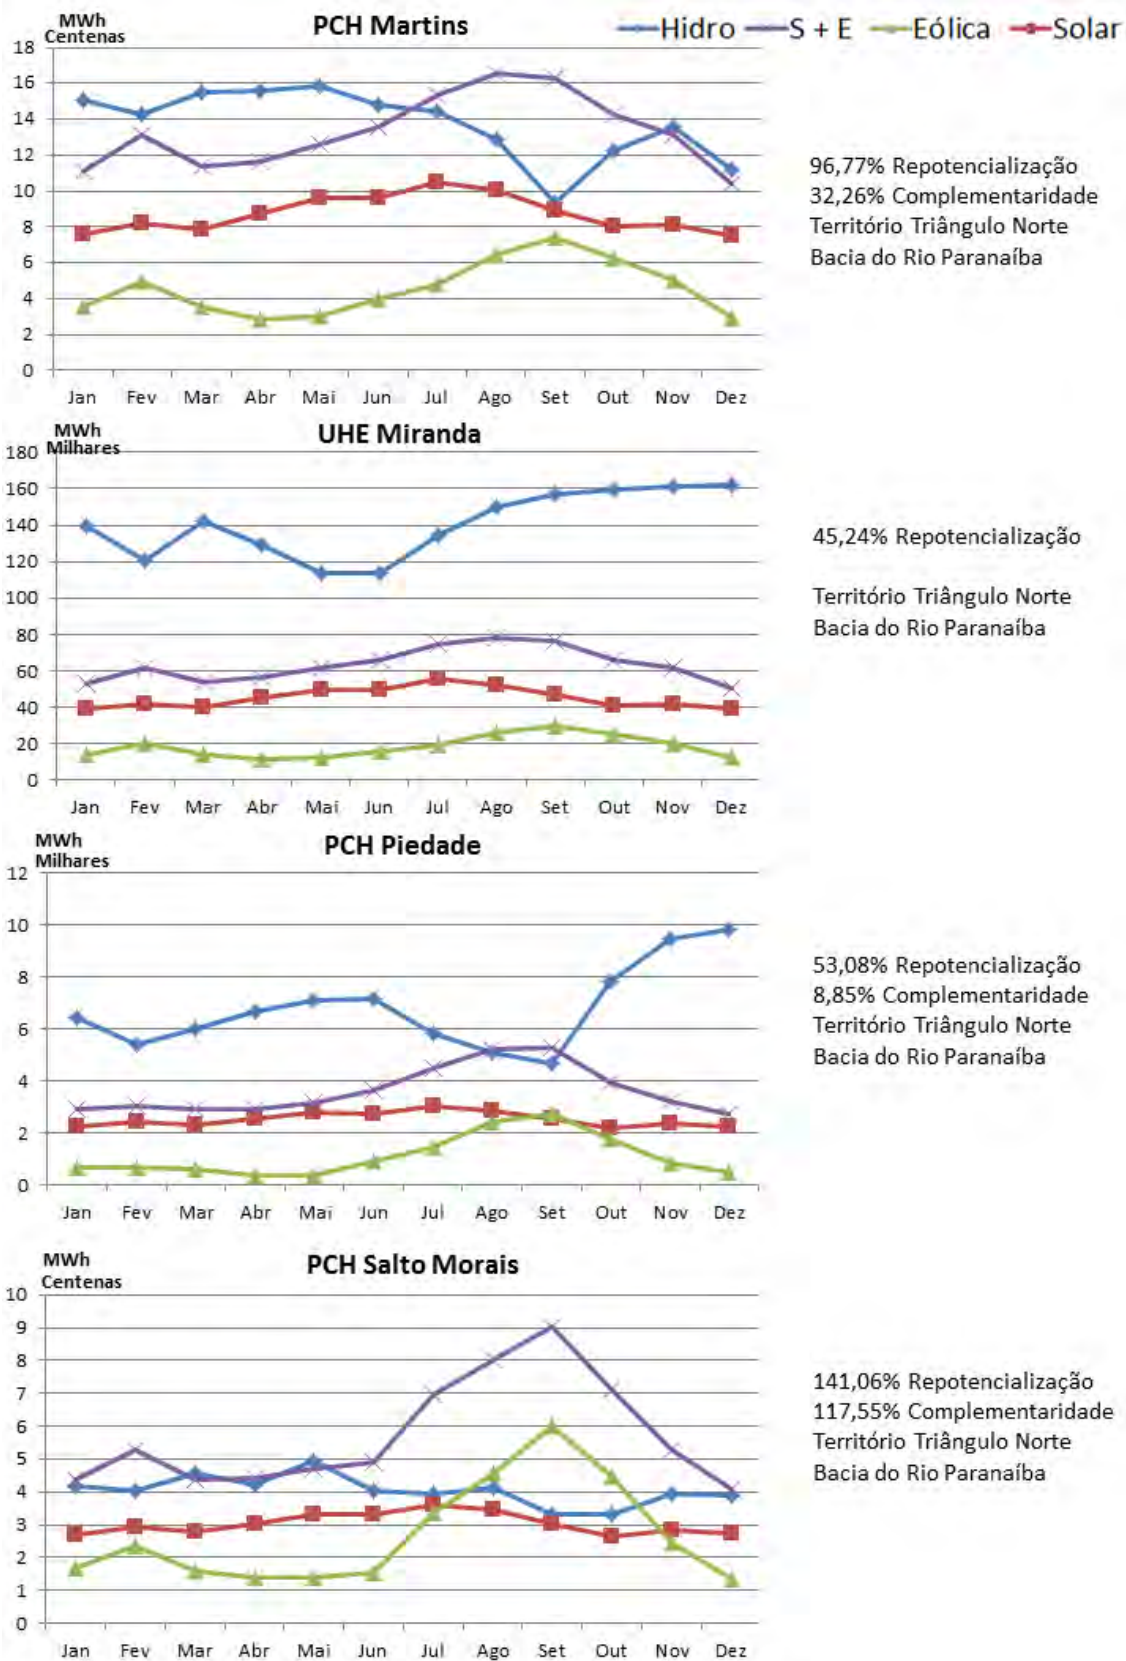 MWh
Centenas
PCH Martins
Hidro S + E Eólica Solar
18
16
14
12
10
8
6
4
2
0
Jan Fev Mar Abr Mai Jun Jul Ago Set Out Nov Dez
96,77% Repotencialização
32,26% Complementaridade
Território Triângulo Norte
Bacia do Rio Paranaíba
MWh
Milhares
UHE Miranda
180
160
140
120
100
80
60
40
20
0
Jan Fev Mar Abr Mai Jun Jul Ago Set Out Nov Dez
45,24% Repotencialização
Território Triângulo Norte
Bacia do Rio Paranaíba
MWh
Milhares
PCH Piedade
12
10
8
6
4
2
0
Jan Fev Mar Abr Mai Jun Jul Ago Set Out Nov Dez
53,08% Repotencialização
8,85% Complementaridade
Território Triângulo Norte
Bacia do Rio Paranaíba
MWh
Centenas
PCH Salto Morais
10
9
8
7
6
5
4
3
2
1
0
Jan Fev Mar Abr Mai Jun Jul Ago Set Out Nov Dez
141,06% Repotencialização
117,55% Complementaridade
Território Triângulo Norte
Bacia do Rio Paranaíba